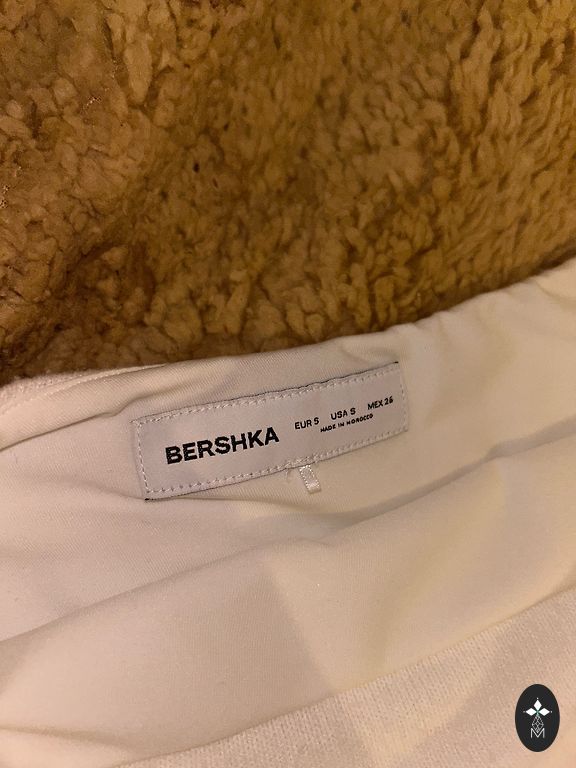 BERSHKA
EUR S USA S MEX 26
MADE IN MOROCCO